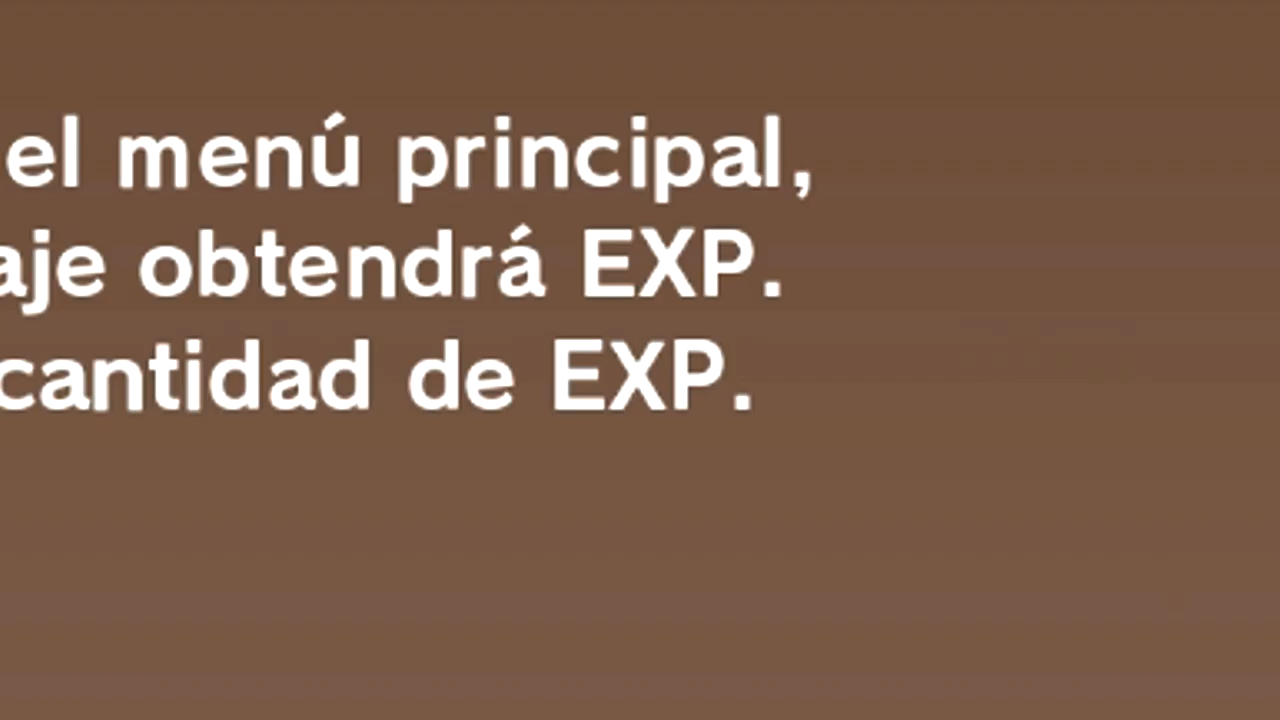 el menú principal,
aje obtendrá EXP.
cantidad de EXP.